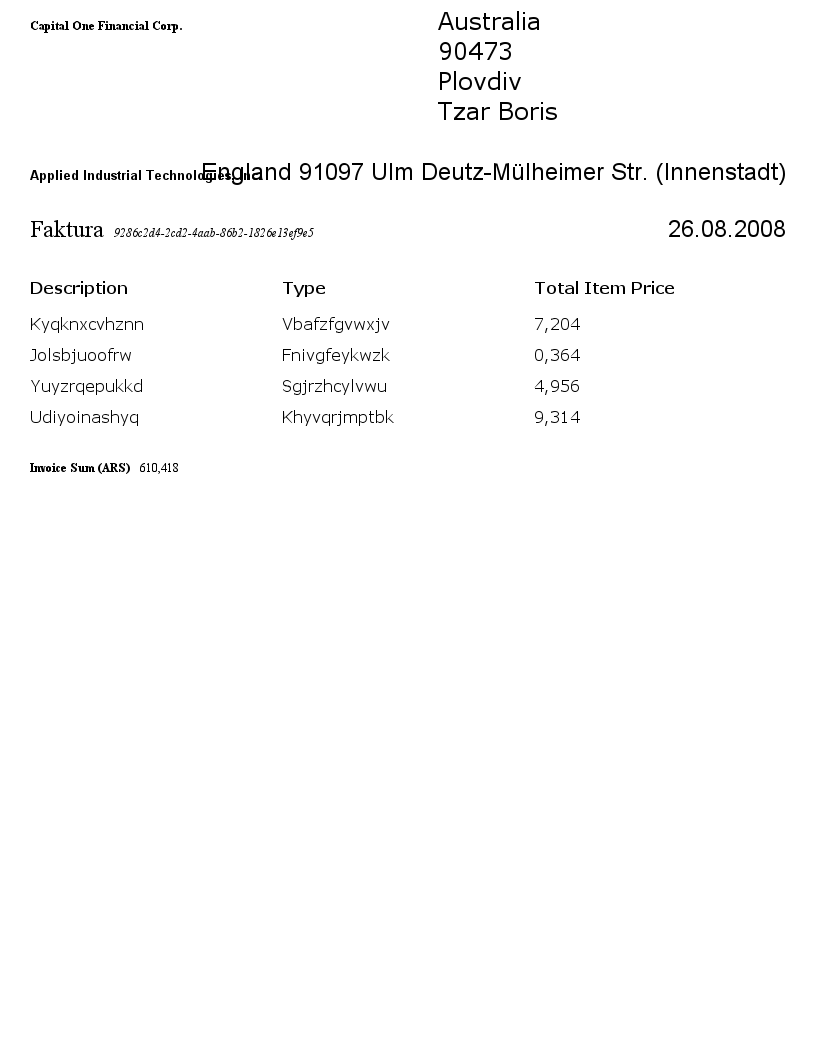 Capital One Financial Corp.
Australia
90473
Plovdiv
Tzar Boris
Applied Industrial Technologies, England 91097 Ulm Deutz-Mülheimer Str. (Innenstadt)
Faktura 9286c2d4-2cd2-4aab-86b2-1826e13ef9e5 26.08.2008
Description Type Total Item Price
Kyqknxcvhznn Vbafzfgvwxjv 7,204
Jolsbjuoofrw Fnivgfeykwzk 0,364
Yuyzrqepukkd Sgjrzhcylvwu 4,956
Udiyoinashyq Khyvqrjmptbk 9,314
Invoice Sum (ARS) 610,418